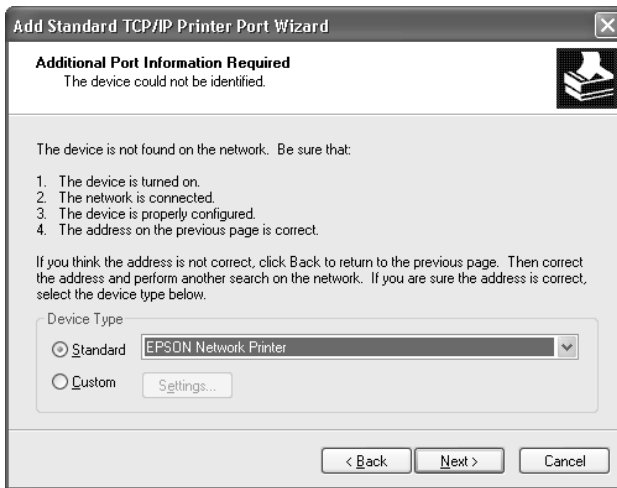 Add Standard TCP/IP Printer Port Wizard
Additional Port Information Required
The device could not be identified.
The device is not found on the network.  Be sure that:
1.  The device is turned on.
2.  The network is connected.
3.  The device is properly configured.
4.  The address on the previous page is correct.
If you think the address is not correct, click Back to return to the previous page.  Then correct
the address and perform another search on the network.  If you are sure the address is correct,
select the device type below.
Device Type
Standard
EPSON Network Printer
Custom
Settings...
< Back
Next >
Cancel